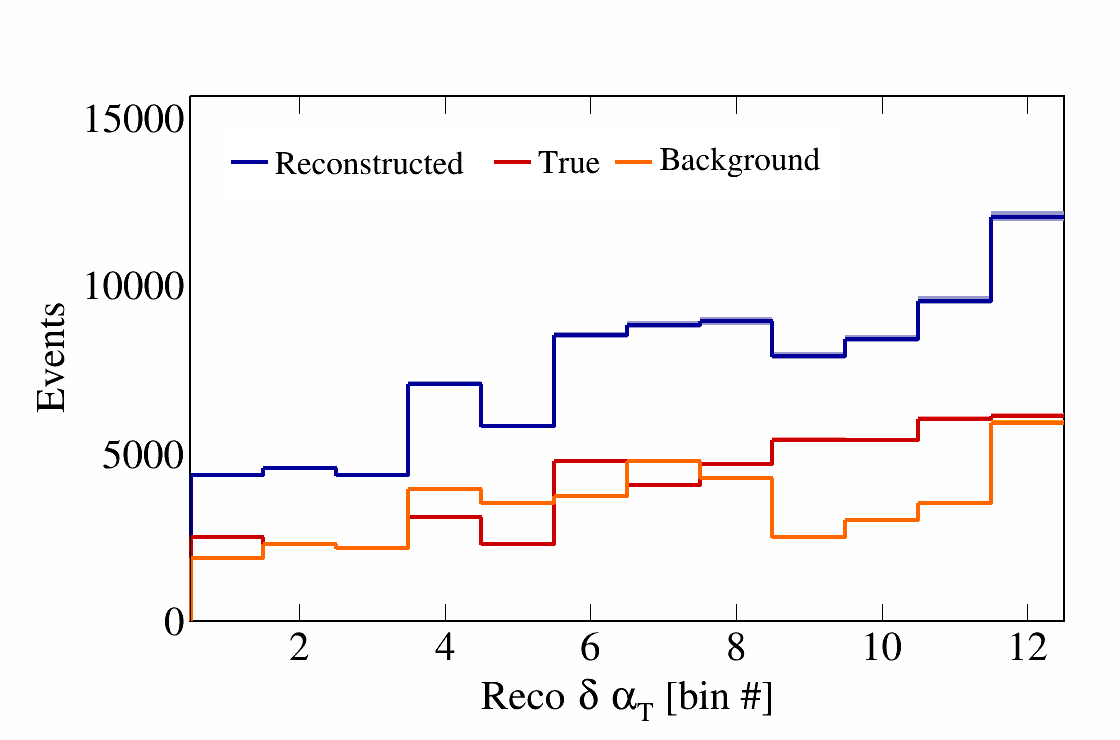 15000
Reconstructed True Background
10000
Events
5000
0
2 4 6 8 10 12
Reco δ α_T [bin #]